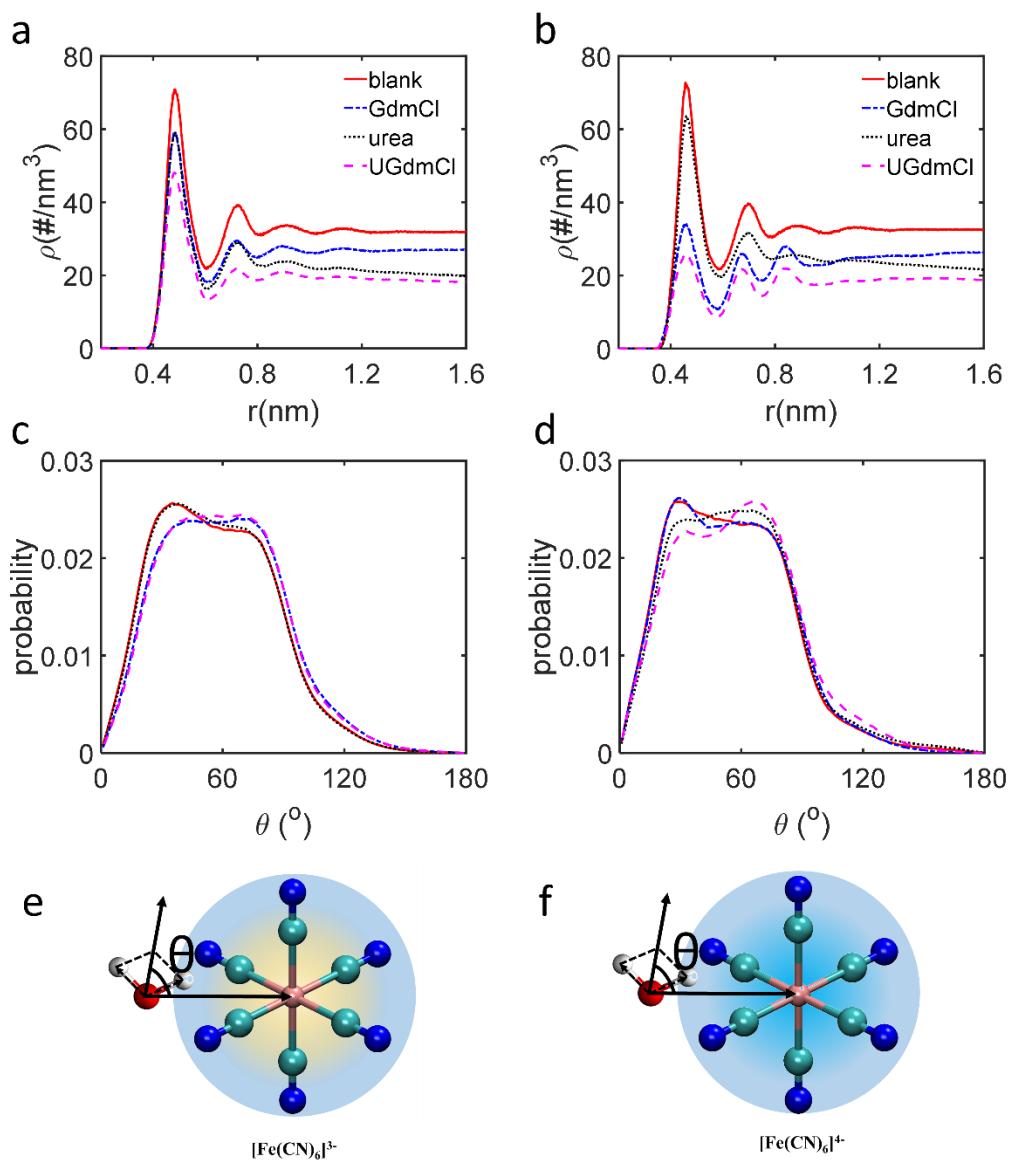 a
80
60
40
20
0
ρ(#/nm³)
0.4 0.8 1.2 1.6
r(nm)
blank
GdmCl
urea
UGdmCl
b
80
60
40
20
0
ρ(#/nm³)
0.4 0.8 1.2 1.6
r(nm)
blank
GdmCl
urea
UGdmCl
c
0.03
0.02
0.01
0
probability
0 60 120 180
θ (°)
d
0.03
0.02
0.01
0
probability
0 60 120 180
θ (°)
e
θ
[Fe(CN)₆]³⁻
f
θ
[Fe(CN)₆]⁴⁻